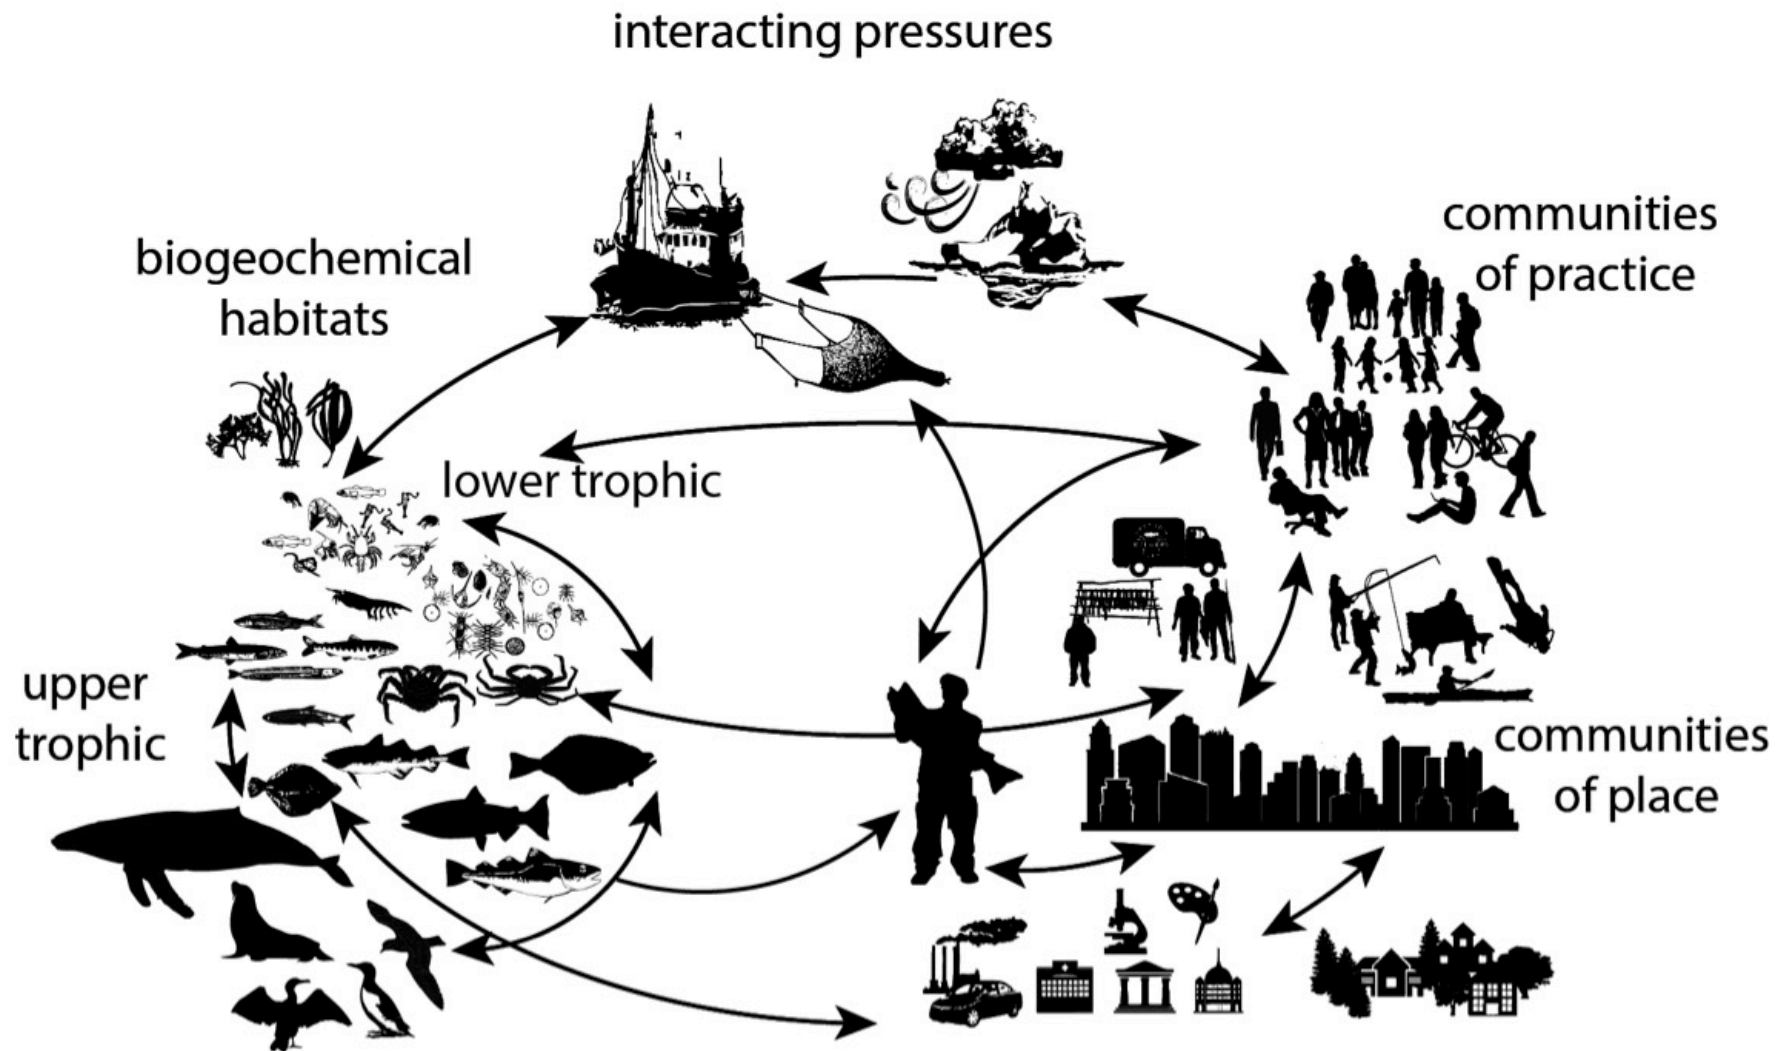 interacting pressures
communities
of practice
biogeochemical
habitats
lower trophic
upper
trophic
communities
of place